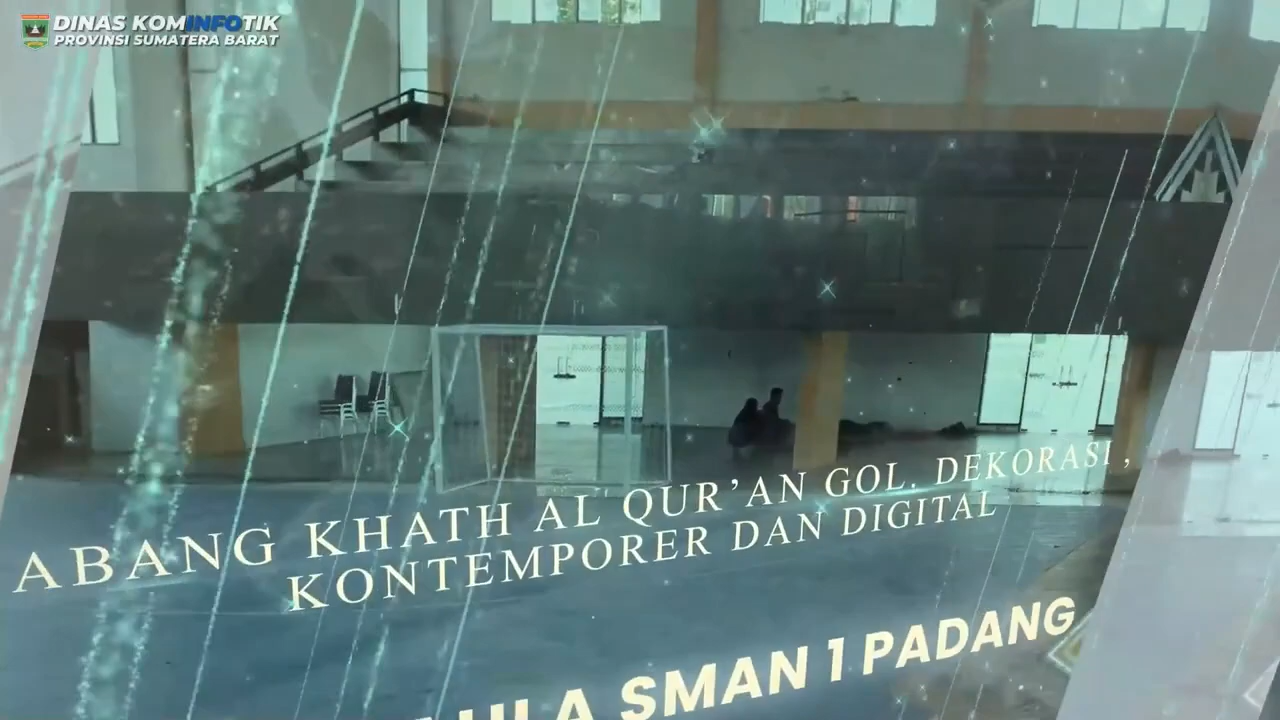 DINAS KOMINFOTIK
PROVINSI SUMATERA BARAT
ABANG KHATH AL QUR’AN GOL. DEKORASI ,
KONTEMPORER DAN DIGITAL
SMAN 1 PADANG